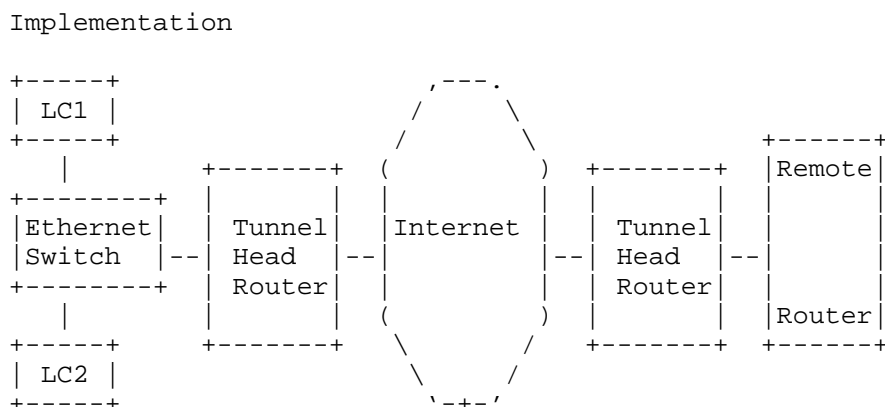 Implementation
LC1
Remote
Ethernet Tunnel Internet Tunnel
Switch Head Head
Router Router
Router
LC2